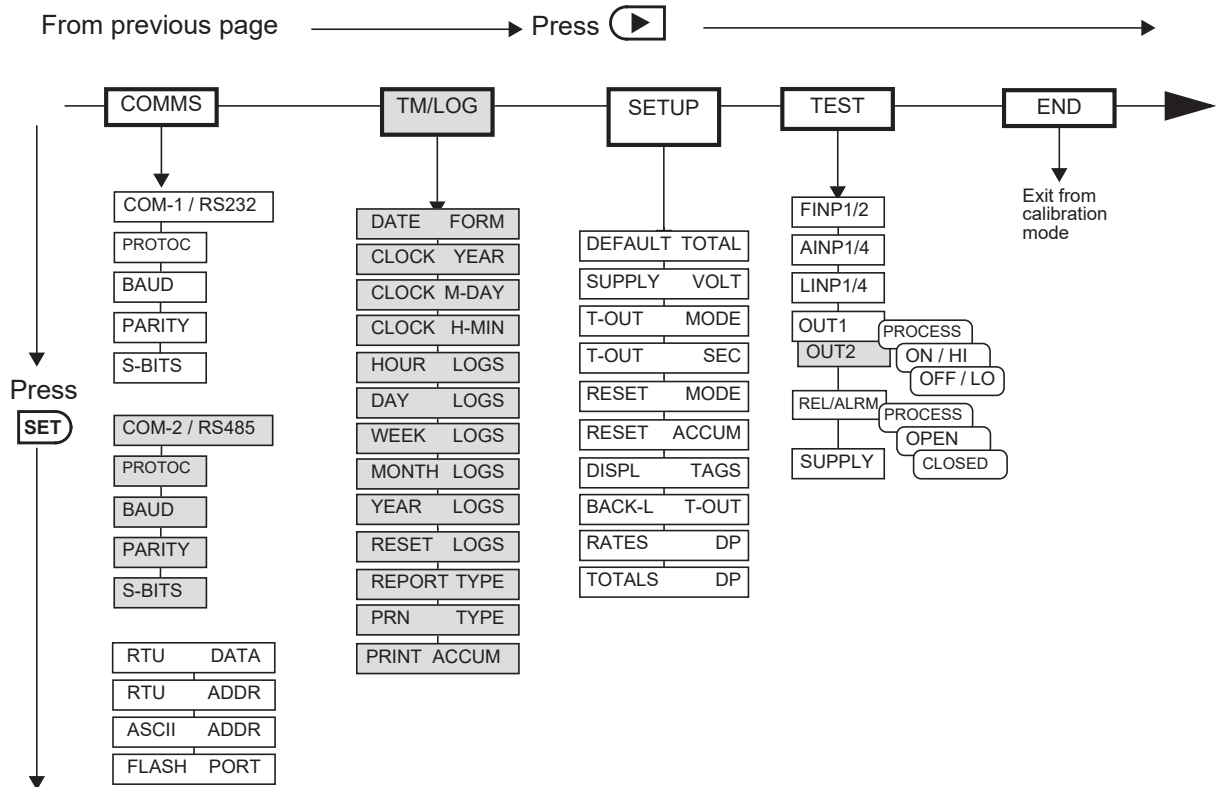 From previous page
Press
COMMS
TM/LOG
SETUP
TEST
END
Press
SET
COM-1 / RS232
PROTOC
BAUD
PARITY
S-BITS
COM-2 / RS485
PROTOC
BAUD
PARITY
S-BITS
RTU DATA
RTU ADDR
ASCII ADDR
FLASH PORT
DATE FORM
CLOCK YEAR
CLOCK M-DAY
CLOCK H-MIN
HOUR LOGS
DAY LOGS
WEEK LOGS
MONTH LOGS
YEAR LOGS
RESET LOGS
REPORT TYPE
PRN TYPE
PRINT ACCUM
DEFAULT TOTAL
SUPPLY VOLT
T-OUT MODE
T-OUT SEC
RESET MODE
RESET ACCUM
DISPL TAGS
BACK-L T-OUT
RATES DP
TOTALS DP
FINP1/2
AINP1/4
LINP1/4
OUT1
OUT2
PROCESS
ON / HI
OFF / LO
REL/ALRM
PROCESS
OPEN
CLOSED
SUPPLY
Exit from
calibration
mode